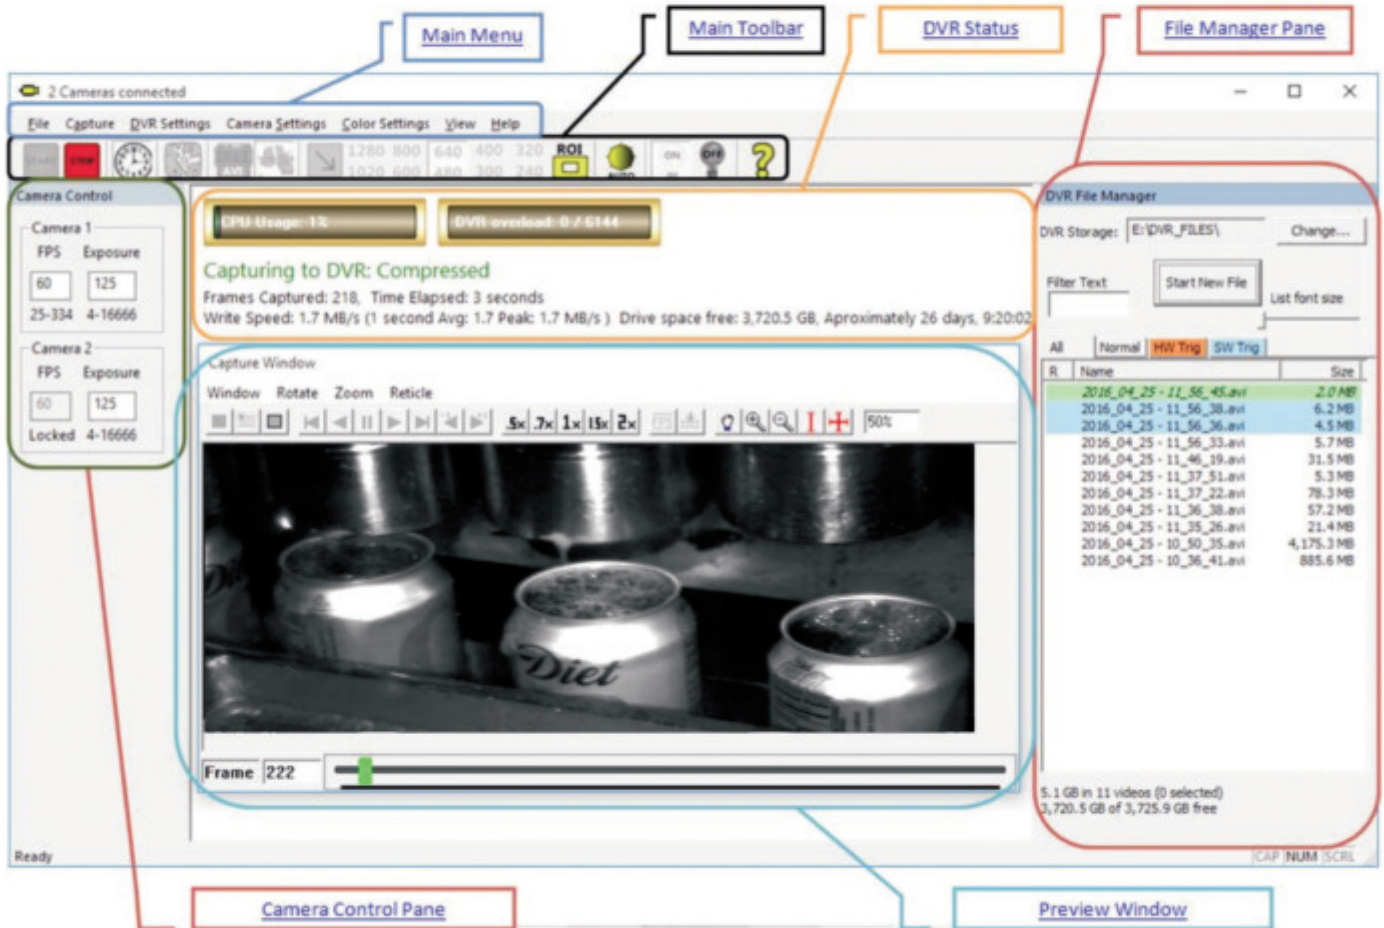 Main Menu
Main Toolbar
DVR Status
File Manager Pane
2 Cameras connected
File Capture DVR Settings Camera Settings Color Settings View Help
START STOP AVI 1280 800 640 400 320 ROI ON OFF ?
1020 600 480 300 240 AUTO
Camera Control
Camera 1
FPS Exposure
60 125
25-334 4-16666
Camera 2
FPS Exposure
60 125
Locked 4-16666
CPU Usage: 1% DVR overload: 0 / 6144
Capturing to DVR: Compressed
Frames Captured: 218, Time Elapsed: 3 seconds
Write Speed: 1.7 MB/s (1 second Avg: 1.7 Peak: 1.7 MB/s ) Drive space free: 3,720.5 GB, Aproximately 26 days, 9:20:02
Capture Window
Window Rotate Zoom Reticle
.5x .7x 1x 1.5x 2x 50%
Diet
Diet
Frame 222
DVR File Manager
DVR Storage: E:\DVR_FILES\ Change...
Filter Text Start New File List font size
All Normal HW Trig SW Trig
R Name Size
2016_04_25 - 11_56_45.avi 2.0 MB
2016_04_25 - 11_56_38.avi 6.2 MB
2016_04_25 - 11_56_36.avi 4.5 MB
2016_04_25 - 11_56_33.avi 5.7 MB
2016_04_25 - 11_46_19.avi 31.5 MB
2016_04_25 - 11_37_51.avi 5.3 MB
2016_04_25 - 11_37_22.avi 78.3 MB
2016_04_25 - 11_36_38.avi 57.2 MB
2016_04_25 - 11_35_26.avi 21.4 MB
2016_04_25 - 10_50_35.avi 4,175.3 MB
2016_04_25 - 10_36_41.avi 885.6 MB
5.1 GB in 11 videos (0 selected)
3,720.5 GB of 3,725.9 GB free
Ready CAP NUM SCRL
Camera Control Pane
Preview Window